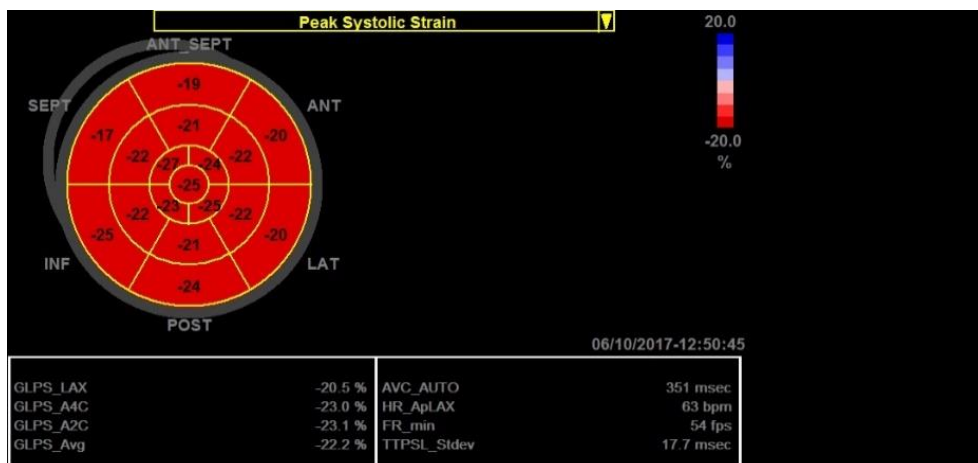 Peak Systolic Strain
20.0
-20.0
%
ANT_SEPT
SEPT
ANT
-19
-17
-21
-20
-22
-27
-24
-22
-25
-22
-23
-25
-22
-25
-21
-20
INF
-24
LAT
POST
06/10/2017-12:50:45
GLPS_LAX -20.5 %
GLPS_A4C -23.0 %
GLPS_A2C -23.1 %
GLPS_Avg -22.2 %
AVC_AUTO 351 msec
HR_ApLAX 63 bpm
FR_min 54 fps
TTPSL_Stdev 17.7 msec